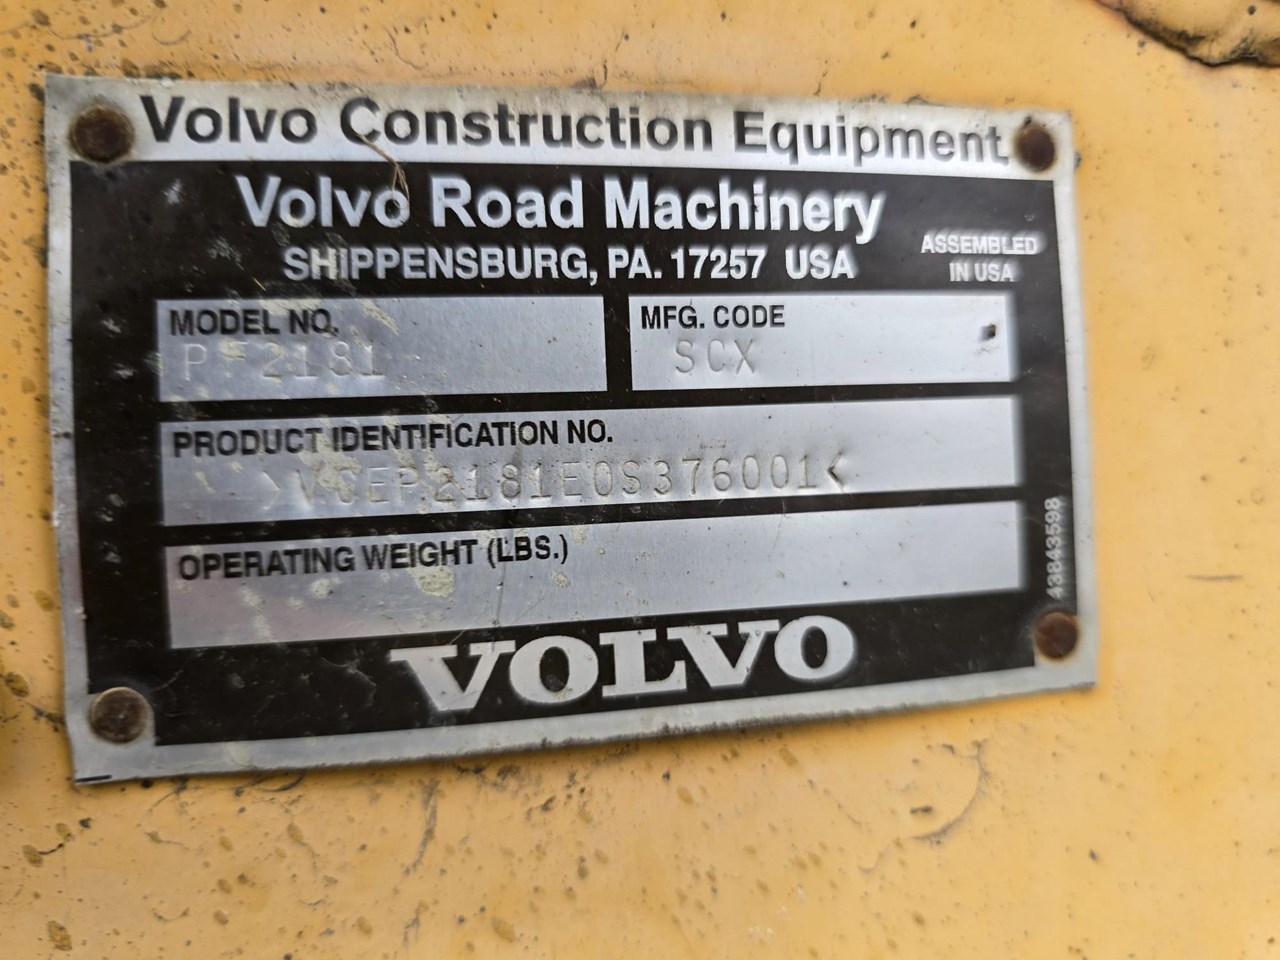 Volvo Construction Equipment
Volvo Road Machinery
SHIPPENSBURG, PA. 17257 USA
ASSEMBLED
IN USA
MODEL NO.
PF2181
MFG. CODE
SCX
PRODUCT IDENTIFICATION NO.
>VCEP2181E0S376001<
OPERATING WEIGHT (LBS.)
43843598
VOLVO